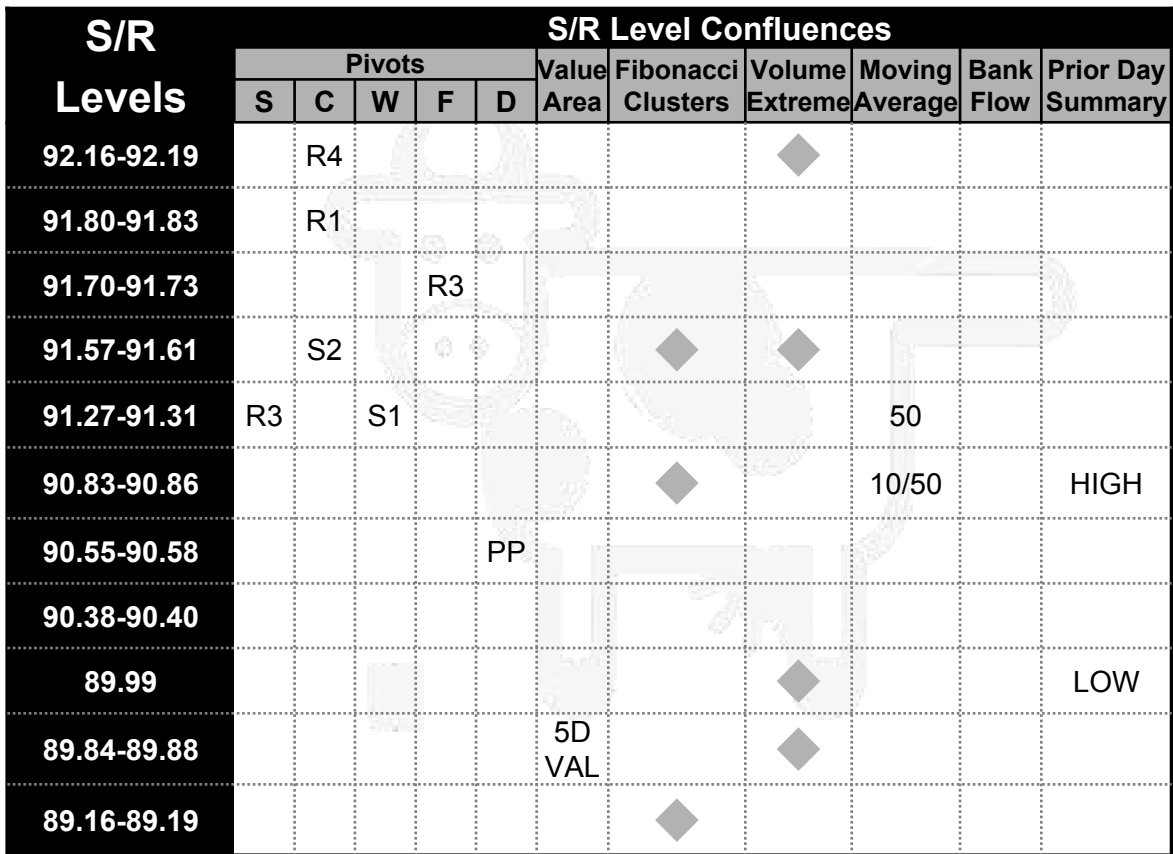 S/R Levels
S/R Level Confluences
Pivots
Value Area
Fibonacci Clusters
Volume Extreme
Moving Average
Bank Flow
Prior Day Summary
S C W F D
92.16-92.19 R4
91.80-91.83 R1
91.70-91.73 R3
91.57-91.61 S2
91.27-91.31 R3 S1 50
90.83-90.86 10/50 HIGH
90.55-90.58 PP
90.38-90.40
89.99 LOW
89.84-89.88 5D VAL
89.16-89.19